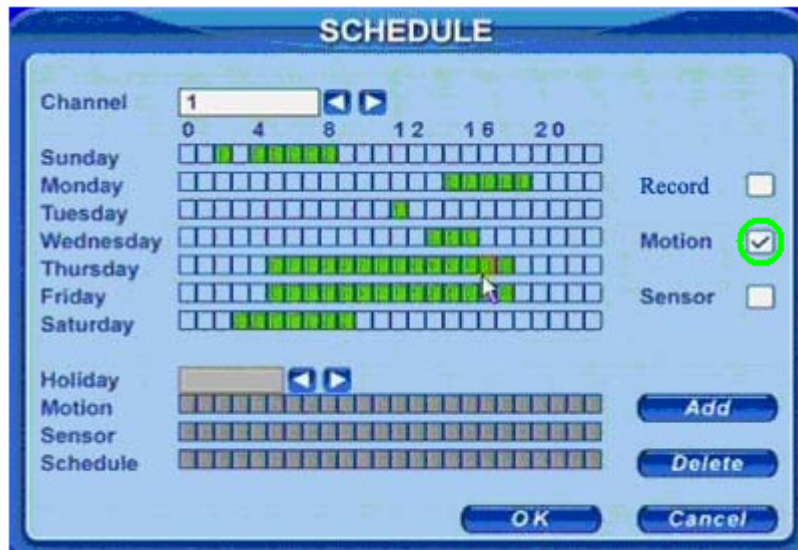 SCHEDULE
Channel 1
0 4 8 12 16 20
Sunday
Monday
Record
Tuesday
Wednesday
Motion
Thursday
Friday
Sensor
Saturday
Holiday
Motion
Add
Sensor
Schedule
Delete
OK
Cancel